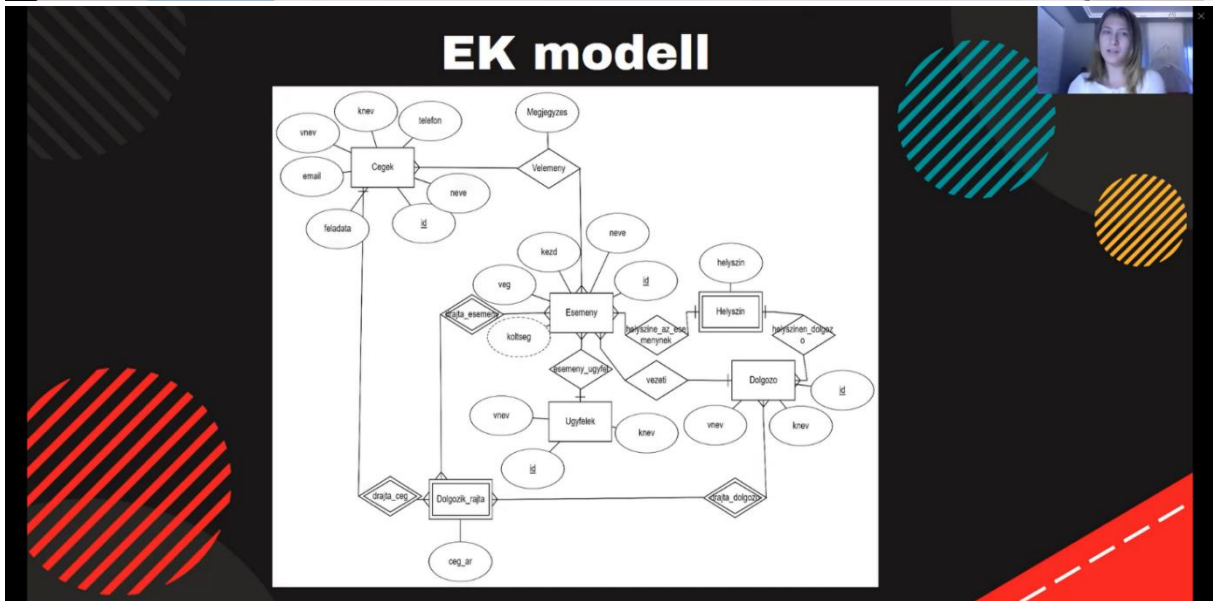 EK modell
Megjegyzes
knev
telefon
vnev
Cegek
Velemeny
email
neve
feladata
id
neve
kezd
helyszin
veg
id
drajta_esemeny
Esemeny
Helyszin
koltseg
helyszine_az_ese
menynek
helyszinen_dolgoz
o
esemeny_ugyfel
vezeti
Dolgozo
id
vnev
Ugyfelek
knev
vnev
knev
id
drajta_ceg
Dolgozik_rajta
drajta_dolgozo
ceg_ar